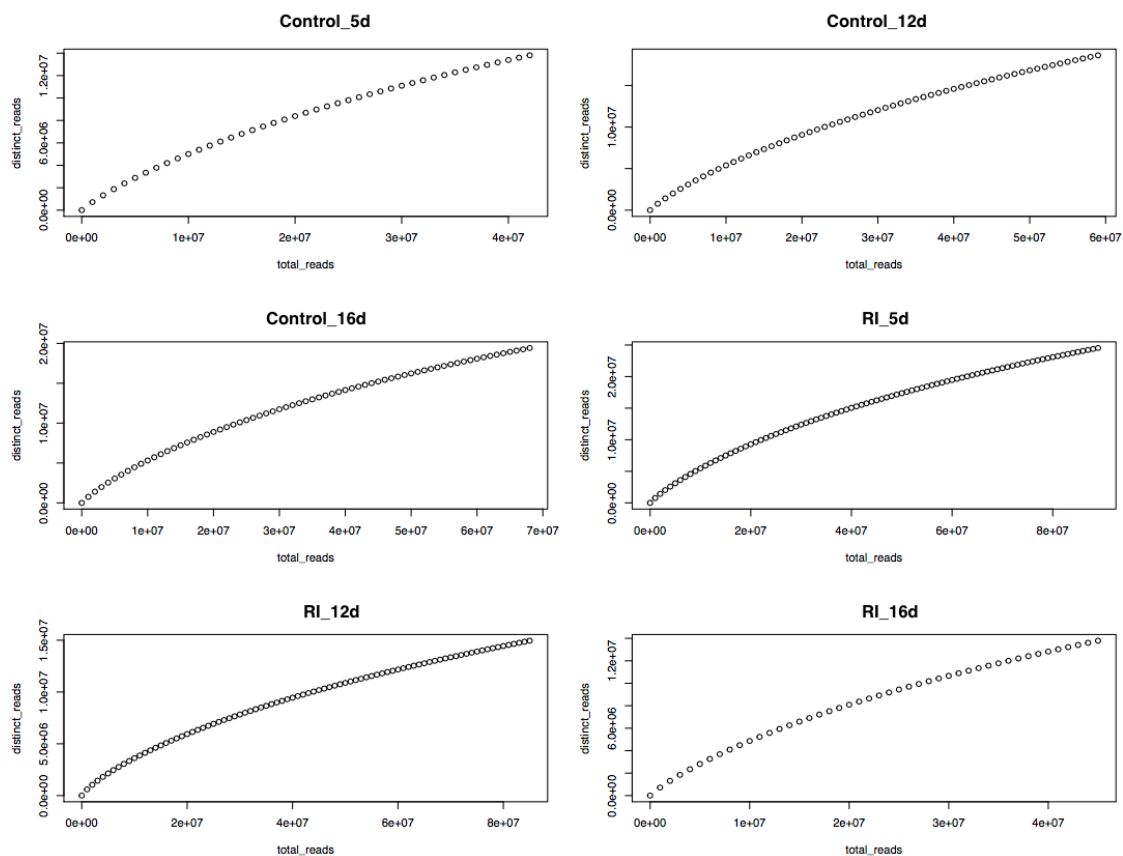 Control_5d
distinct_reads
0.0e+00 6.0e+06 1.2e+07
0e+00 1e+07 2e+07 3e+07 4e+07
total_reads
Control_12d
distinct_reads
0.0e+00 1.0e+07
0e+00 1e+07 2e+07 3e+07 4e+07 5e+07 6e+07
total_reads
Control_16d
distinct_reads
0.0e+00 1.0e+07 2.0e+07
0e+00 1e+07 2e+07 3e+07 4e+07 5e+07 6e+07 7e+07
total_reads
RI_5d
distinct_reads
0.0e+00 1.0e+07 2.0e+07
0e+00 2e+07 4e+07 6e+07 8e+07
total_reads
RI_12d
distinct_reads
0.0e+00 5.0e+06 1.0e+07 1.5e+07
0e+00 2e+07 4e+07 6e+07 8e+07
total_reads
RI_16d
distinct_reads
0.0e+00 6.0e+06 1.2e+07
0e+00 1e+07 2e+07 3e+07 4e+07
total_reads